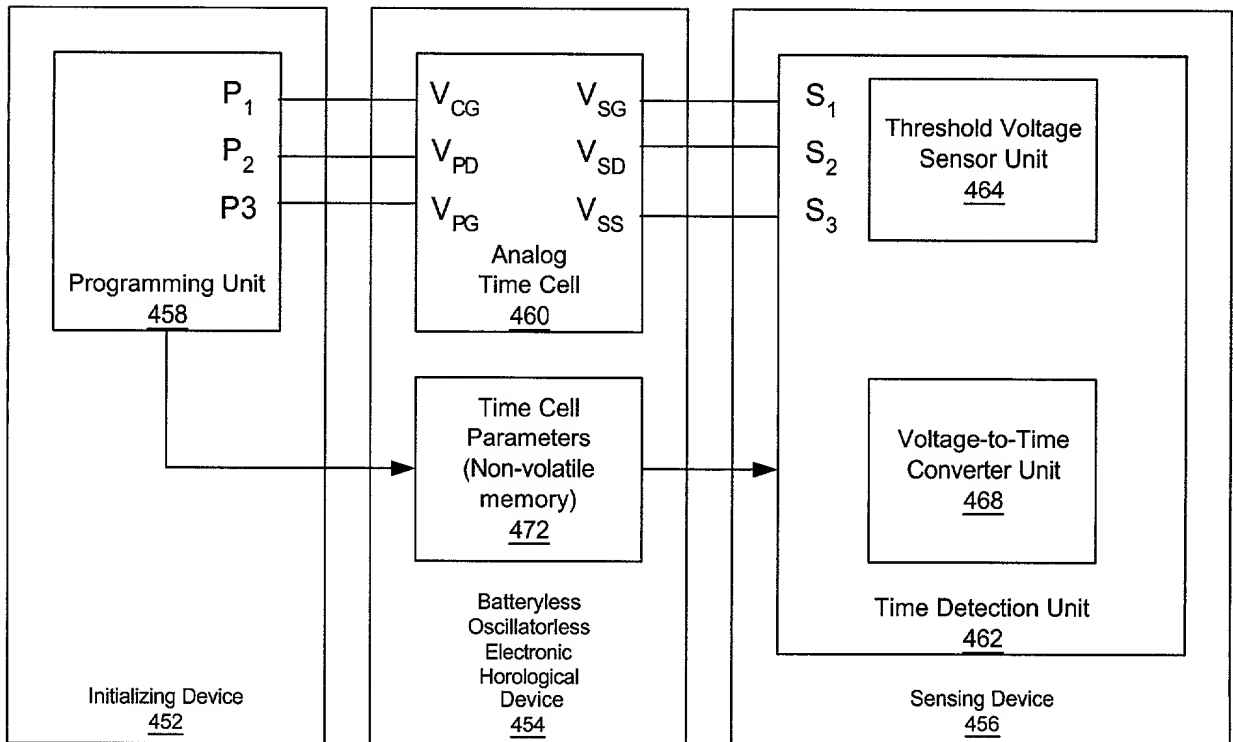 P1
P2
P3
Programming Unit
458
Initializing Device
452
VCG
VPD
VPG
VSG
VSD
VSS
Analog
Time Cell
460
Time Cell
Parameters
(Non-volatile
memory)
472
Batteryless
Oscillatorless
Electronic
Horological
Device
454
S1
S2
S3
Threshold Voltage
Sensor Unit
464
Voltage-to-Time
Converter Unit
468
Time Detection Unit
462
Sensing Device
456